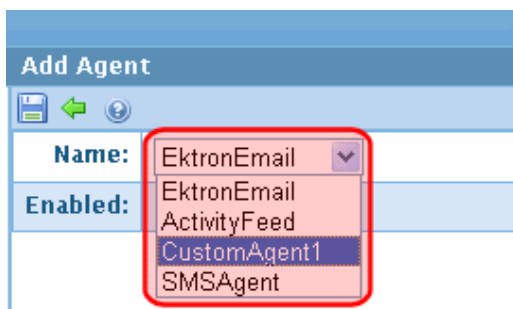 Add Agent
Name:
EktronEmail
EktronEmail
Enabled:
ActivityFeed
CustomAgent1
SMSAgent